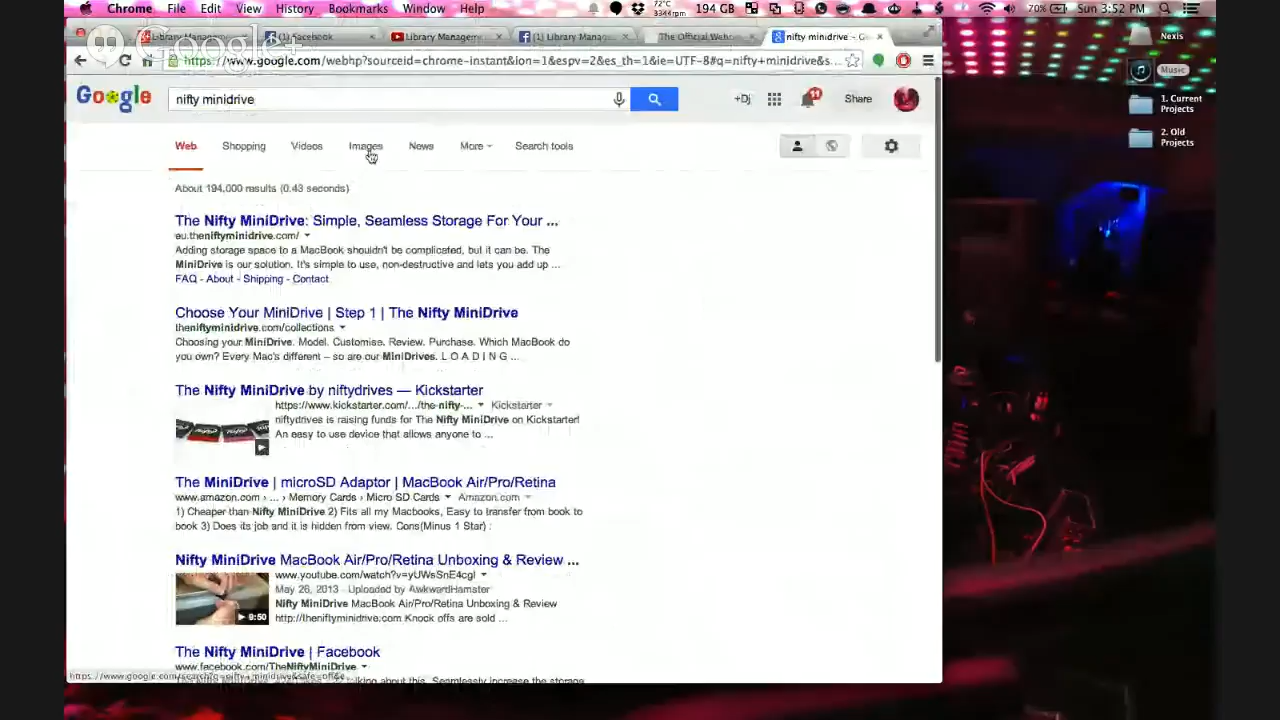 Chrome File Edit View History Bookmarks Window Help 72°C 3344rpm 194 GB 70% Sun 3:52 PM
Google+
Library Managem (1) Facebook Library Managem (1) Library Manag The Official Webc nifty minidrive - G
https://www.google.com/webhp?sourceid=chrome-instant&ion=1&espv=2&es_th=1&ie=UTF-8#q=nifty+minidrive&s...
Nexis
Music
1. Current
Projects
2. Old
Projects
Google nifty minidrive +Dj Share
Web Shopping Videos Images News More Search tools
About 194,000 results (0.43 seconds)
The Nifty MiniDrive: Simple, Seamless Storage For Your ...
eu.theniftyminidrive.com/
Adding storage space to a MacBook shouldn't be complicated, but it can be. The
MiniDrive is our solution. It's simple to use, non-destructive and lets you add up ...
FAQ - About - Shipping - Contact
Choose Your MiniDrive | Step 1 | The Nifty MiniDrive
theniftyminidrive.com/collections
Choosing your MiniDrive. Model. Customise. Review. Purchase. Which MacBook do
you own? Every Mac's different – so are our MiniDrives. L O A D I N G ...
The Nifty MiniDrive by niftydrives — Kickstarter
https://www.kickstarter.com/.../the-nifty-... Kickstarter
niftydrives is raising funds for The Nifty MiniDrive on Kickstarter!
An easy to use device that allows anyone to ...
The MiniDrive | microSD Adaptor | MacBook Air/Pro/Retina
www.amazon.com › ... › Memory Cards › Micro SD Cards Amazon.com
1) Cheaper than Nifty MiniDrive 2) Fits all my Macbooks, Easy to transfer from book to
book 3) Does its job and it is hidden from view. Cons(Minus 1 Star) :
Nifty MiniDrive MacBook Air/Pro/Retina Unboxing & Review ...
www.youtube.com/watch?v=yUWsSnE4cgI
May 26, 2013 - Uploaded by AwkwardHamster
Nifty MiniDrive MacBook Air/Pro/Retina Unboxing & Review
9:50
http://theniftyminidrive.com Knock offs are sold ...
The Nifty MiniDrive | Facebook
www.facebook.com/TheNiftyMiniDrive
talking about this. Seamlessly increase the storage